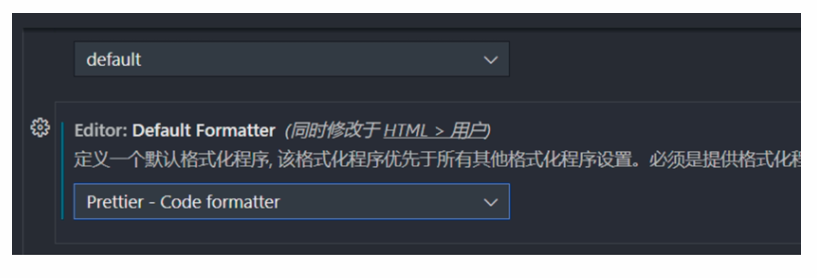 default
Editor: Default Formatter (同时修改于 HTML > 用户)
定义一个默认格式化程序, 该格式化程序优先于所有其他格式化程序设置。必须是提供格式化程
Prettier - Code formatter